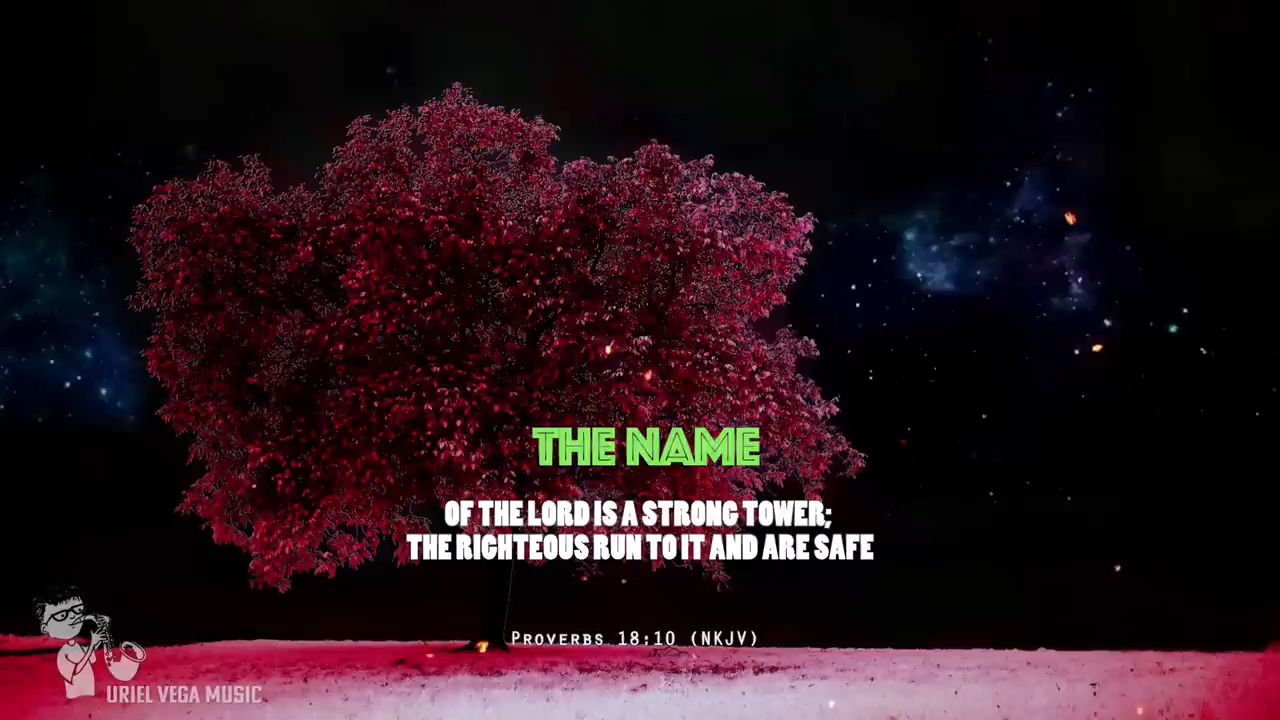 THE NAME
OF THE LORD IS A STRONG TOWER;
THE RIGHTEOUS RUN TO IT AND ARE SAFE
PROVERBS 18:10 (NKJV)
URIEL VEGA MUSIC